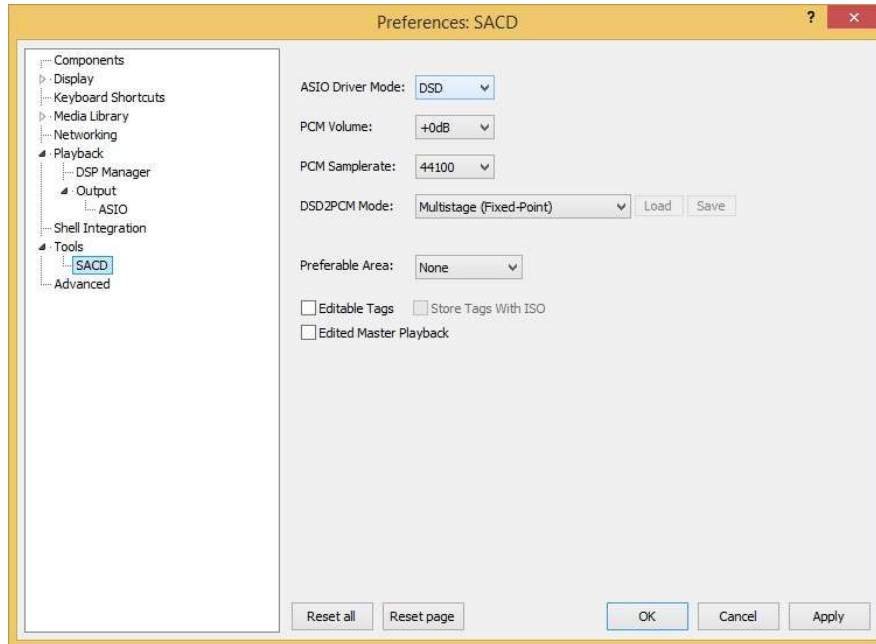 Preferences: SACD
?
×
Components
Display
Keyboard Shortcuts
Media Library
Networking
Playback
DSP Manager
Output
ASIO
Shell Integration
Tools
SACD
Advanced
ASIO Driver Mode: DSD
PCM Volume: +0dB
PCM Samplerate: 44100
DSD2PCM Mode: Multistage (Fixed-Point) Load Save
Preferable Area: None
Editable Tags Store Tags With ISO
Edited Master Playback
Reset all Reset page OK Cancel Apply